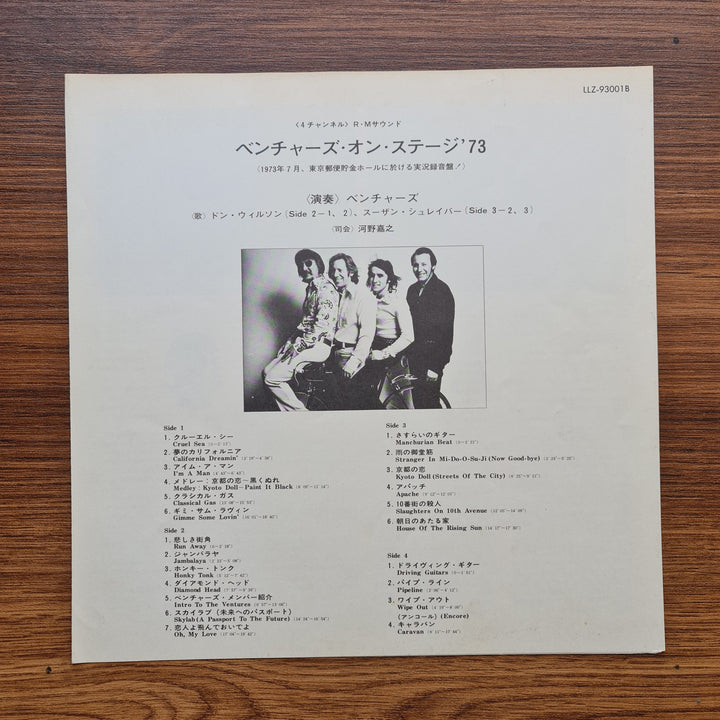 LLZ-93001B
〈4チャンネル〉R・Mサウンド
ベンチャーズ・オン・ステージ'73
〈1973年7月、東京郵便貯金ホールに於ける実況録音盤!〉
〈演奏〉ベンチャーズ
〈歌〉ドン・ウィルソン(Side 2-1、2)、スーザン・シュレイバー(Side 3-2、3)
〈司会〉河野嘉之
Side 1
1. クルーエル・シー
Cruel Sea
2. 夢のカリフォルニア
California Dreamin'
3. アイム・ア・マン
I'm A Man
4. メドレー:京都の恋〜黒くぬれ
Medley: Kyoto Doll-Paint It Black
5. クラシカル・ガス
Classical Gas
6. ギミ・サム・ラヴィン
Gimme Some Lovin'
Side 2
1. 悲しき街角
Run Away
2. ジャンバラヤ
Jambalaya
3. ホンキー・トンク
Honky Tonk
4. ダイアモンド・ヘッド
Diamond Head
5. ベンチャーズ・メンバー紹介
Intro To The Ventures
6. スカイラブ(未来へのパスポート)
Skylab(A Passport To The Future)
7. 恋人よ飛んでおいでよ
Oh, My Love
Side 3
1. さすらいのギター
Manchurian Beat
2. 雨の御堂筋
Stranger In Mi-Do-O-Su-Ji(Now Good-bye)
3. 京都の恋
Kyoto Doll(Streets Of The City)
4. アパッチ
Apache
5. 10番街の殺人
Slaughters On 10th Avenue
6. 朝日のあたる家
House Of The Rising Sun
Side 4
1. ドライヴィング・ギター
Driving Guitars
2. パイプ・ライン
Pipeline
3. ワイプ・アウト
Wipe Out
(アンコール)(Encore)
4. キャラバン
Caravan